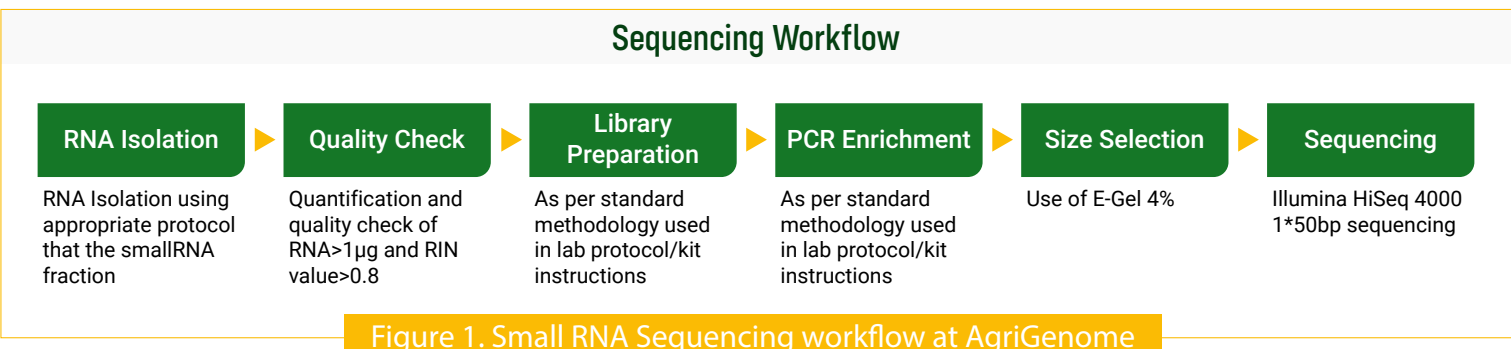 Sequencing Workflow
RNA Isolation
RNA Isolation using
appropriate protocol
that the smallRNA
fraction
Quality Check
Quantification and
quality check of
RNA>1µg and RIN
value>0.8
Library
Preparation
As per standard
methodology used
in lab protocol/kit
instructions
PCR Enrichment
As per standard
methodology used
in lab protocol/kit
instructions
Size Selection
Use of E-Gel 4%
Sequencing
Illumina HiSeq 4000
1*50bp sequencing
Figure 1. Small RNA Sequencing workflow at AgriGenome